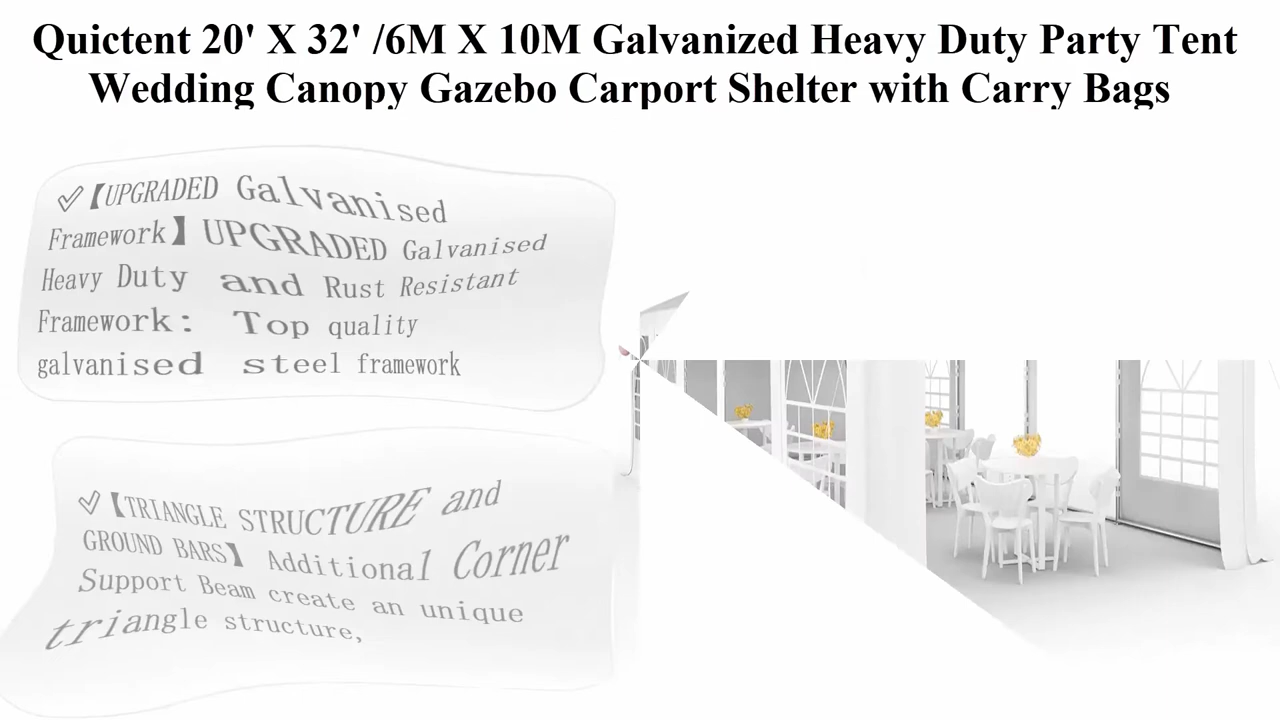 Quictent 20' X 32' /6M X 10M Galvanized Heavy Duty Party Tent
Wedding Canopy Gazebo Carport Shelter with Carry Bags
✓【UPGRADED Galvanised
Framework】UPGRADED Galvanised
Heavy Duty and Rust Resistant
Framework: Top quality
galvanised steel framework
✓【TRIANGLE STRUCTURE and
GROUND BARS】 Additional Corner
Support Beam create an unique
triangle structure,